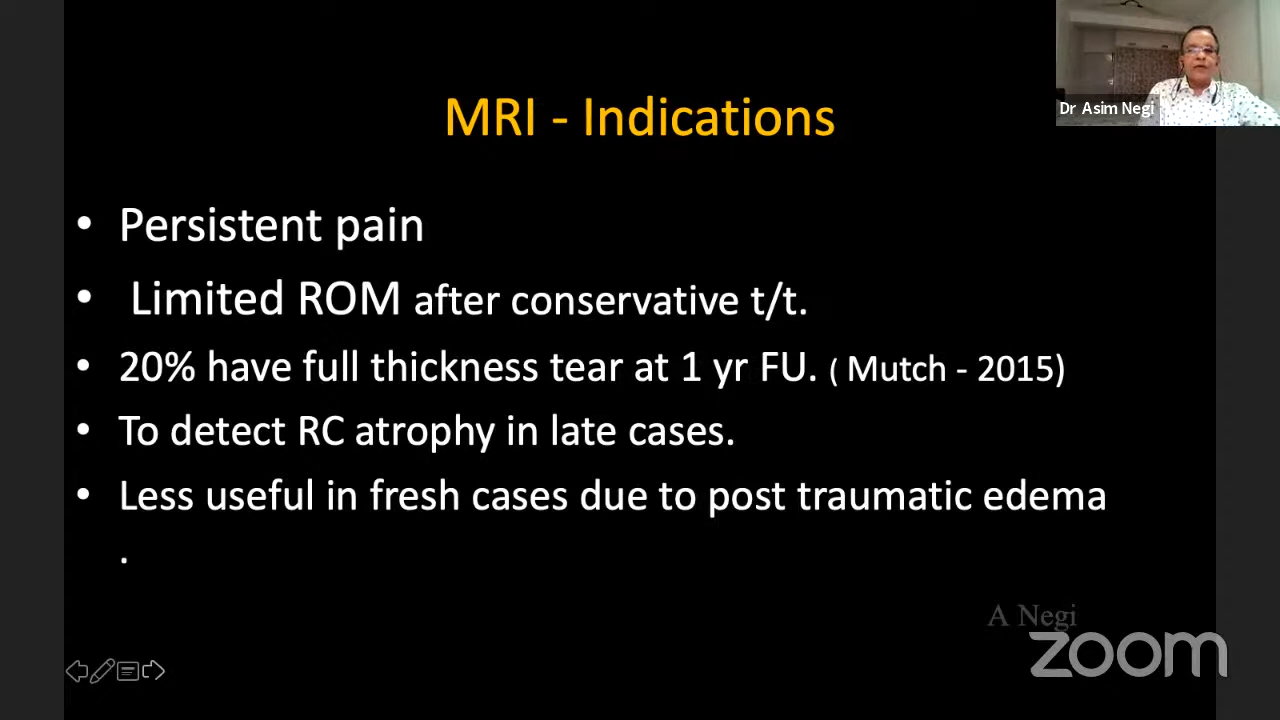 Dr Asim Negi
MRI - Indications
• Persistent pain
• Limited ROM after conservative t/t.
• 20% have full thickness tear at 1 yr FU. ( Mutch - 2015)
• To detect RC atrophy in late cases.
• Less useful in fresh cases due to post traumatic edema
.
A Negi
zoom